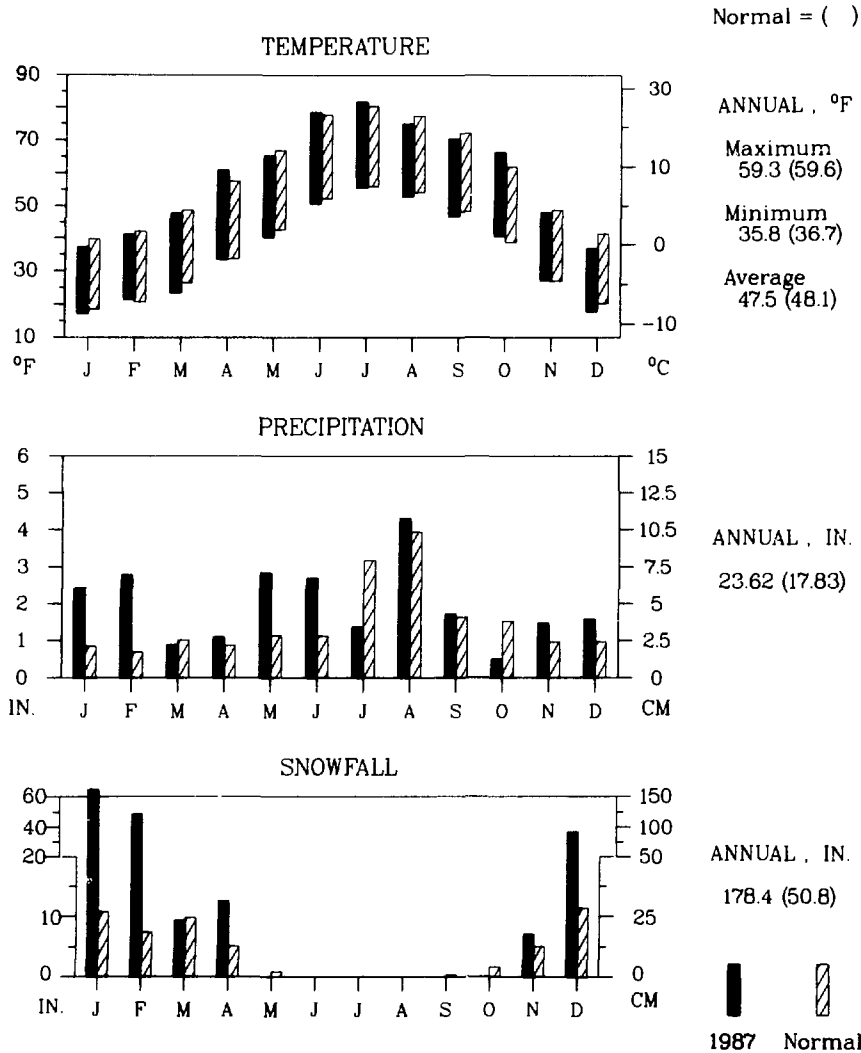 Normal = ( )
TEMPERATURE
90
70
50
30
10
°F
30
10
0
-10
°C
J F M A M J J A S O N D
ANNUAL , °F
Maximum
59.3 (59.6)
Minimum
35.8 (36.7)
Average
47.5 (48.1)
PRECIPITATION
6
5
4
3
2
1
0
IN.
15
12.5
10.5
7.5
5
2.5
0
CM
J F M A M J J A S O N D
ANNUAL , IN.
23.62 (17.83)
SNOWFALL
60
40
20
10
0
IN.
150
100
50
25
0
CM
J F M A M J J A S O N D
ANNUAL , IN.
178.4 (50.8)
1987 Normal